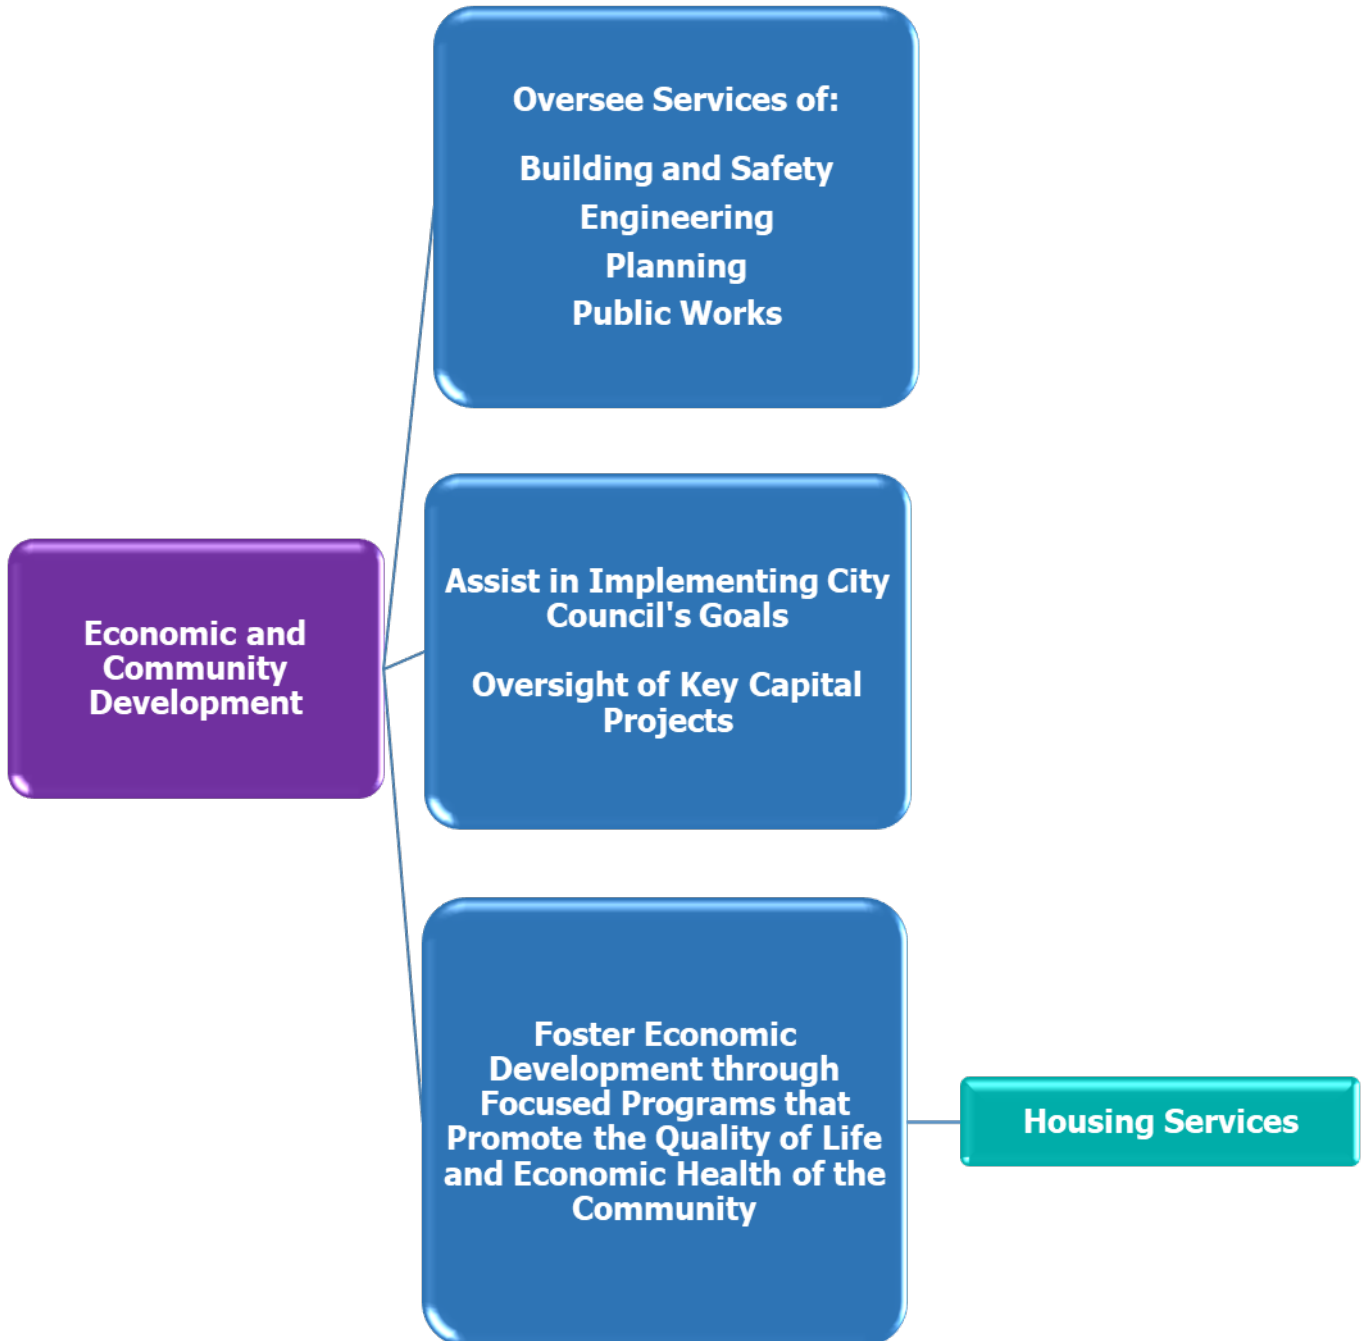 Oversee Services of:
Building and Safety
Engineering
Planning
Public Works
Economic and
Community
Development
Assist in Implementing City
Council's Goals
Oversight of Key Capital
Projects
Foster Economic
Development through
Focused Programs that
Promote the Quality of Life
and Economic Health of the
Community
Housing Services